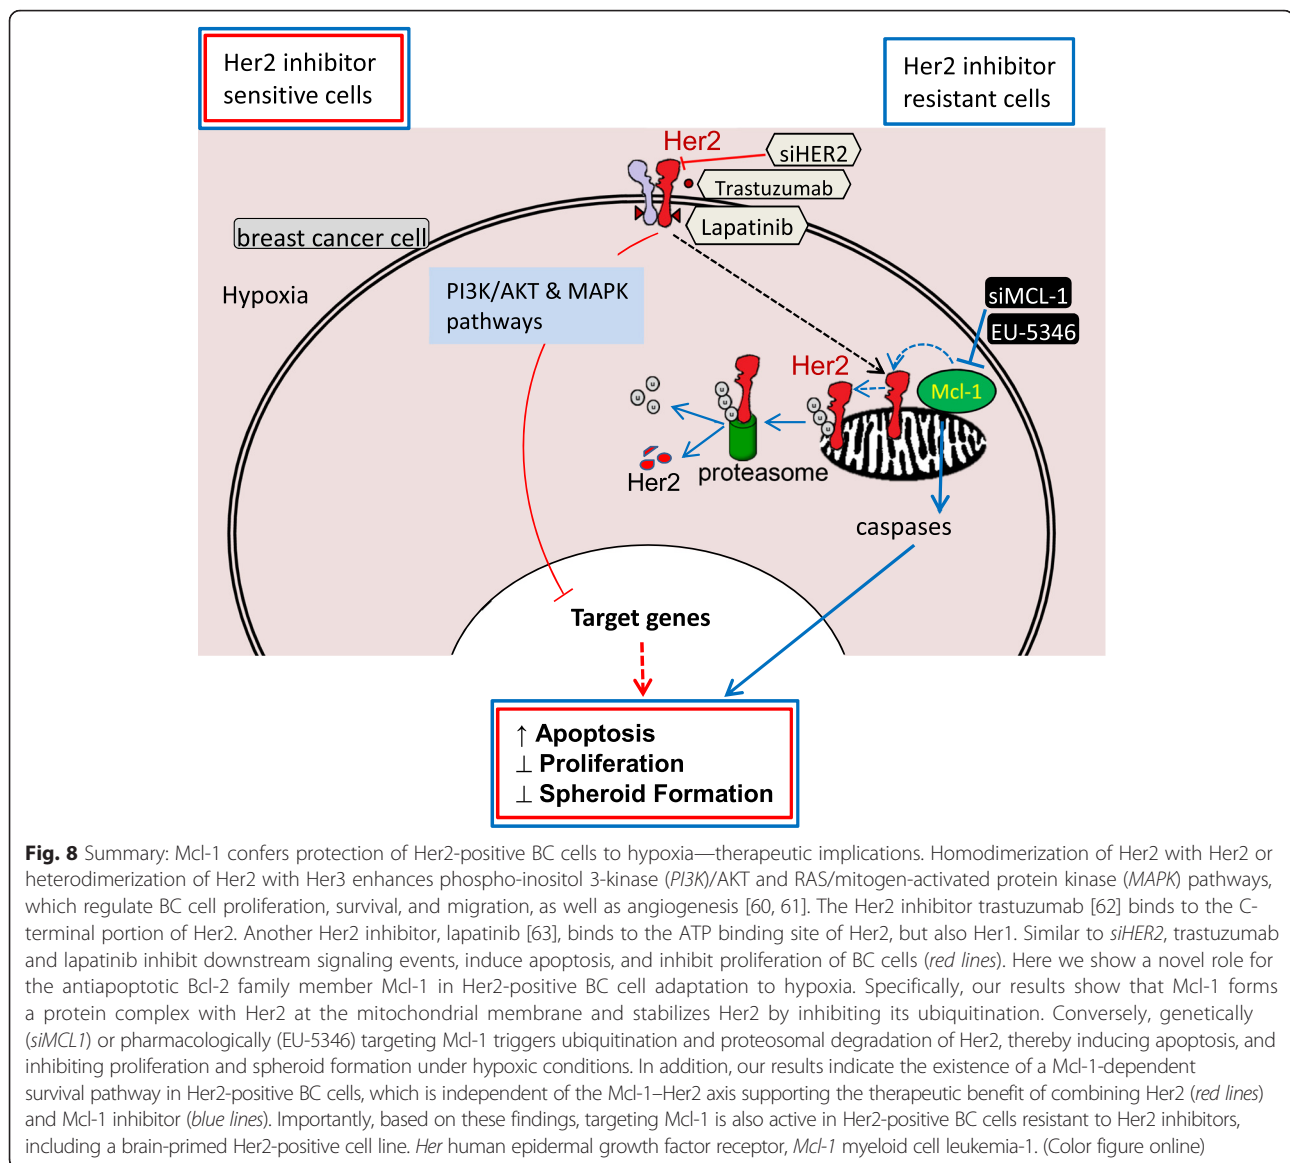 Her2 inhibitor
sensitive cells
Her2 inhibitor
resistant cells
Her2
siHER2
Trastuzumab
Lapatinib
breast cancer cell
Hypoxia
PI3K/AKT & MAPK
pathways
siMCL-1
EU-5346
Her2
Mcl-1
u
u
u
u
u
u
u
u
u
Her2
proteasome
caspases
Target genes
↑ Apoptosis
⊥ Proliferation
⊥ Spheroid Formation
Fig. 8 Summary: Mcl-1 confers protection of Her2-positive BC cells to hypoxia—therapeutic implications. Homodimerization of Her2 with Her2 or
heterodimerization of Her2 with Her3 enhances phospho-inositol 3-kinase (PI3K)/AKT and RAS/mitogen-activated protein kinase (MAPK) pathways,
which regulate BC cell proliferation, survival, and migration, as well as angiogenesis [60, 61]. The Her2 inhibitor trastuzumab [62] binds to the C-
terminal portion of Her2. Another Her2 inhibitor, lapatinib [63], binds to the ATP binding site of Her2, but also Her1. Similar to siHER2, trastuzumab
and lapatinib inhibit downstream signaling events, induce apoptosis, and inhibit proliferation of BC cells (red lines). Here we show a novel role for
the antiapoptotic Bcl-2 family member Mcl-1 in Her2-positive BC cell adaptation to hypoxia. Specifically, our results show that Mcl-1 forms
a protein complex with Her2 at the mitochondrial membrane and stabilizes Her2 by inhibiting its ubiquitination. Conversely, genetically
(siMCL1) or pharmacologically (EU-5346) targeting Mcl-1 triggers ubiquitination and proteosomal degradation of Her2, thereby inducing apoptosis, and
inhibiting proliferation and spheroid formation under hypoxic conditions. In addition, our results indicate the existence of a Mcl-1-dependent
survival pathway in Her2-positive BC cells, which is independent of the Mcl-1–Her2 axis supporting the therapeutic benefit of combining Her2 (red lines)
and Mcl-1 inhibitor (blue lines). Importantly, based on these findings, targeting Mcl-1 is also active in Her2-positive BC cells resistant to Her2 inhibitors,
including a brain-primed Her2-positive cell line. Her human epidermal growth factor receptor, Mcl-1 myeloid cell leukemia-1. (Color figure online)